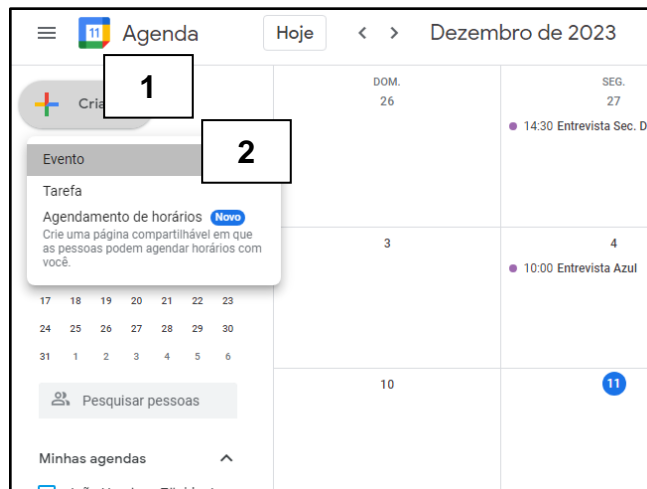 11 Agenda Hoje < > Dezembro de 2023
1
Cria
DOM.
26
SEG.
27
14:30 Entrevista Sec. D
2
Evento
Tarefa
Agendamento de horários Novo
Crie uma página compartilhável em que
as pessoas podem agendar horários com
você.
3
4
10:00 Entrevista Azul
17 18 19 20 21 22 23
24 25 26 27 28 29 30
31 1 2 3 4 5 6
10
11
Pesquisar pessoas
Minhas agendas